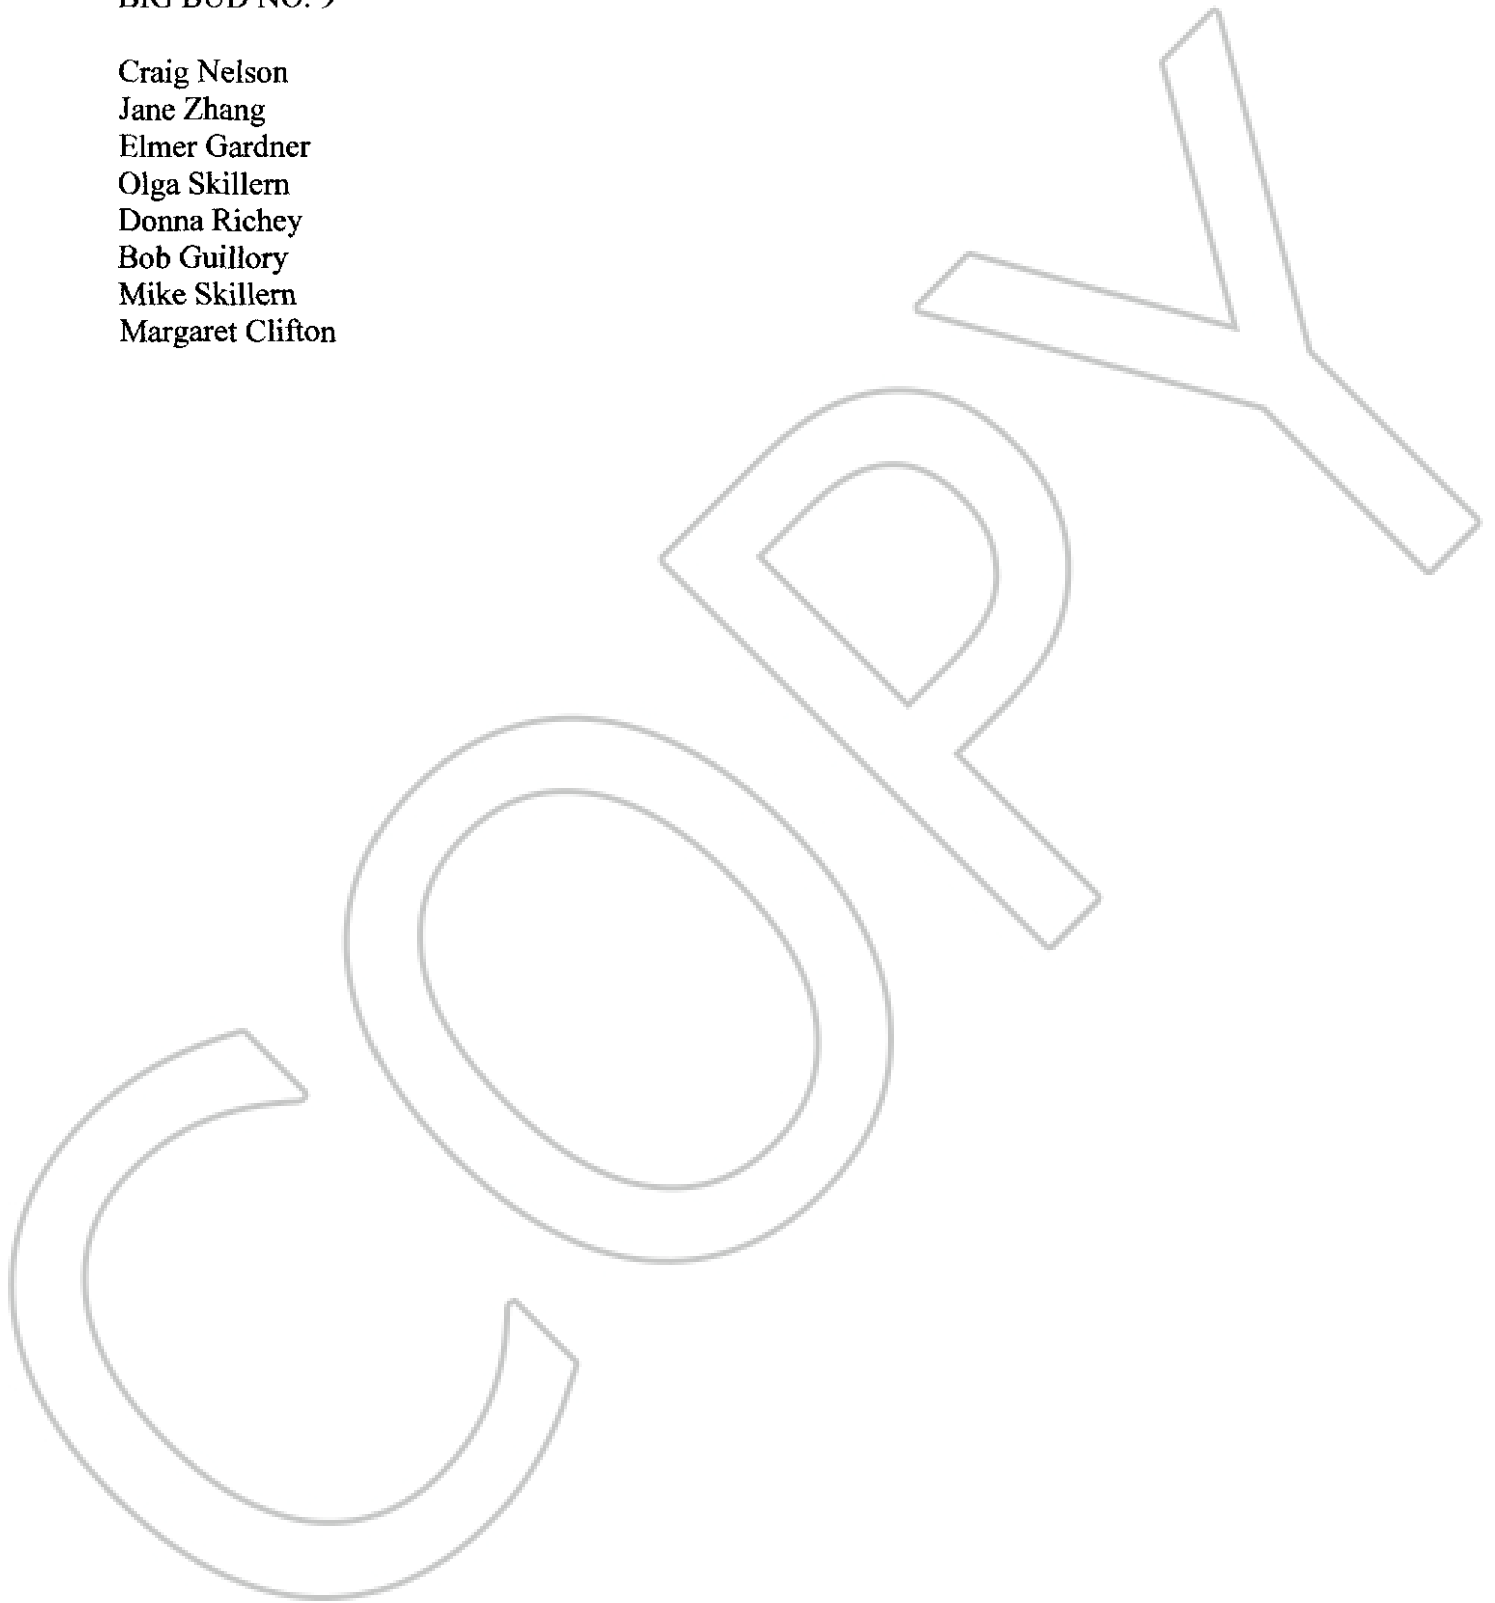 Craig Nelson
Jane Zhang
Elmer Gardner
Olga Skillern
Donna Richey
Bob Guillory
Mike Skillern
Margaret Clifton
COPY